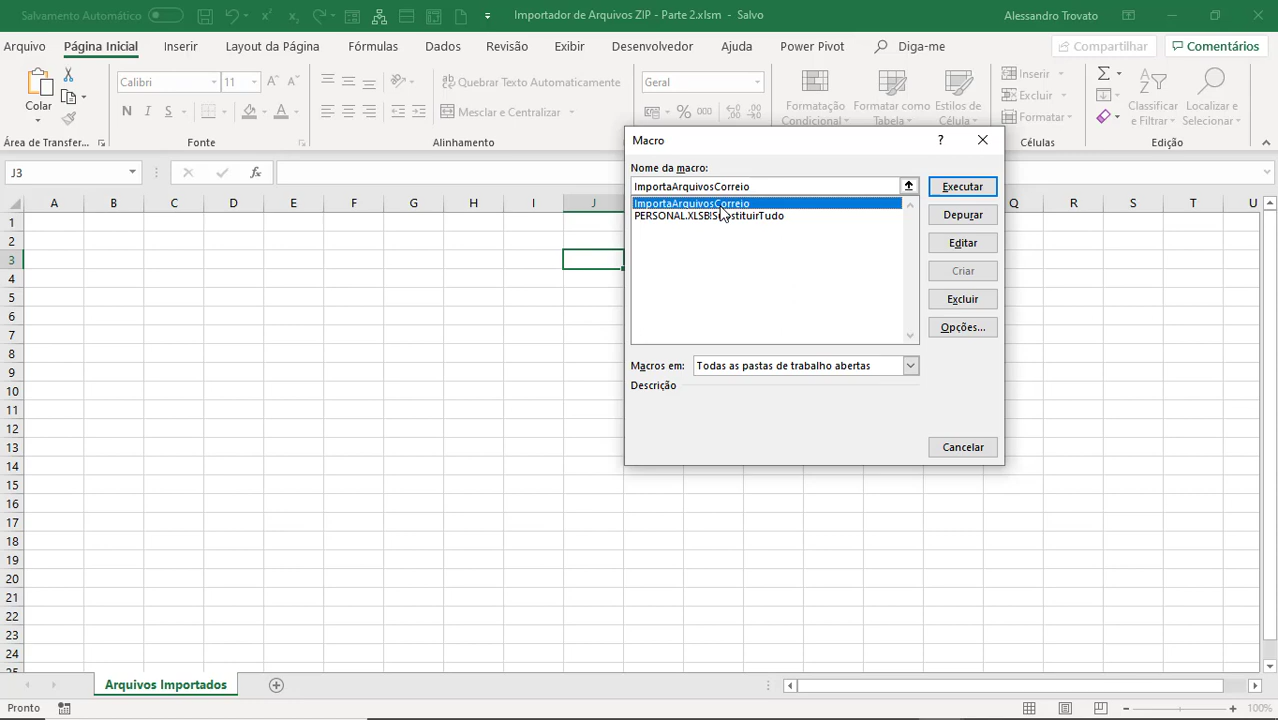 Salvamento Automático
Importador de Arquivos ZIP - Parte 2.xlsm - Salvo
Alessandro Trovato
Arquivo
Página Inicial
Inserir
Layout da Página
Fórmulas
Dados
Revisão
Exibir
Desenvolvedor
Ajuda
Power Pivot
Diga-me
Compartilhar
Comentários
Colar
Calibri
11
N I S
Quebrar Texto Automaticamente
Mesclar e Centralizar
Geral
% 000
Formatação Condicional
Formatar como Tabela
Estilos de Célula
Inserir
Excluir
Formatar
Classificar e Filtrar
Localizar e Selecionar
Área de Transfer...
Fonte
Alinhamento
Células
Edição
J3
fx
Macro
?
Nome da macro:
ImportaArquivosCorreio
ImportaArquivosCorreio
Executar
Depurar
Editar
Criar
Excluir
Opções...
Macros em:
Todas as pastas de trabalho abertas
Descrição
Cancelar
A B C D E F G H I J Q R S T U
1
2
3
4
5
6
7
8
9
10
11
12
13
14
15
16
17
18
19
20
21
22
23
24
25
Arquivos Importados
Pronto
100%